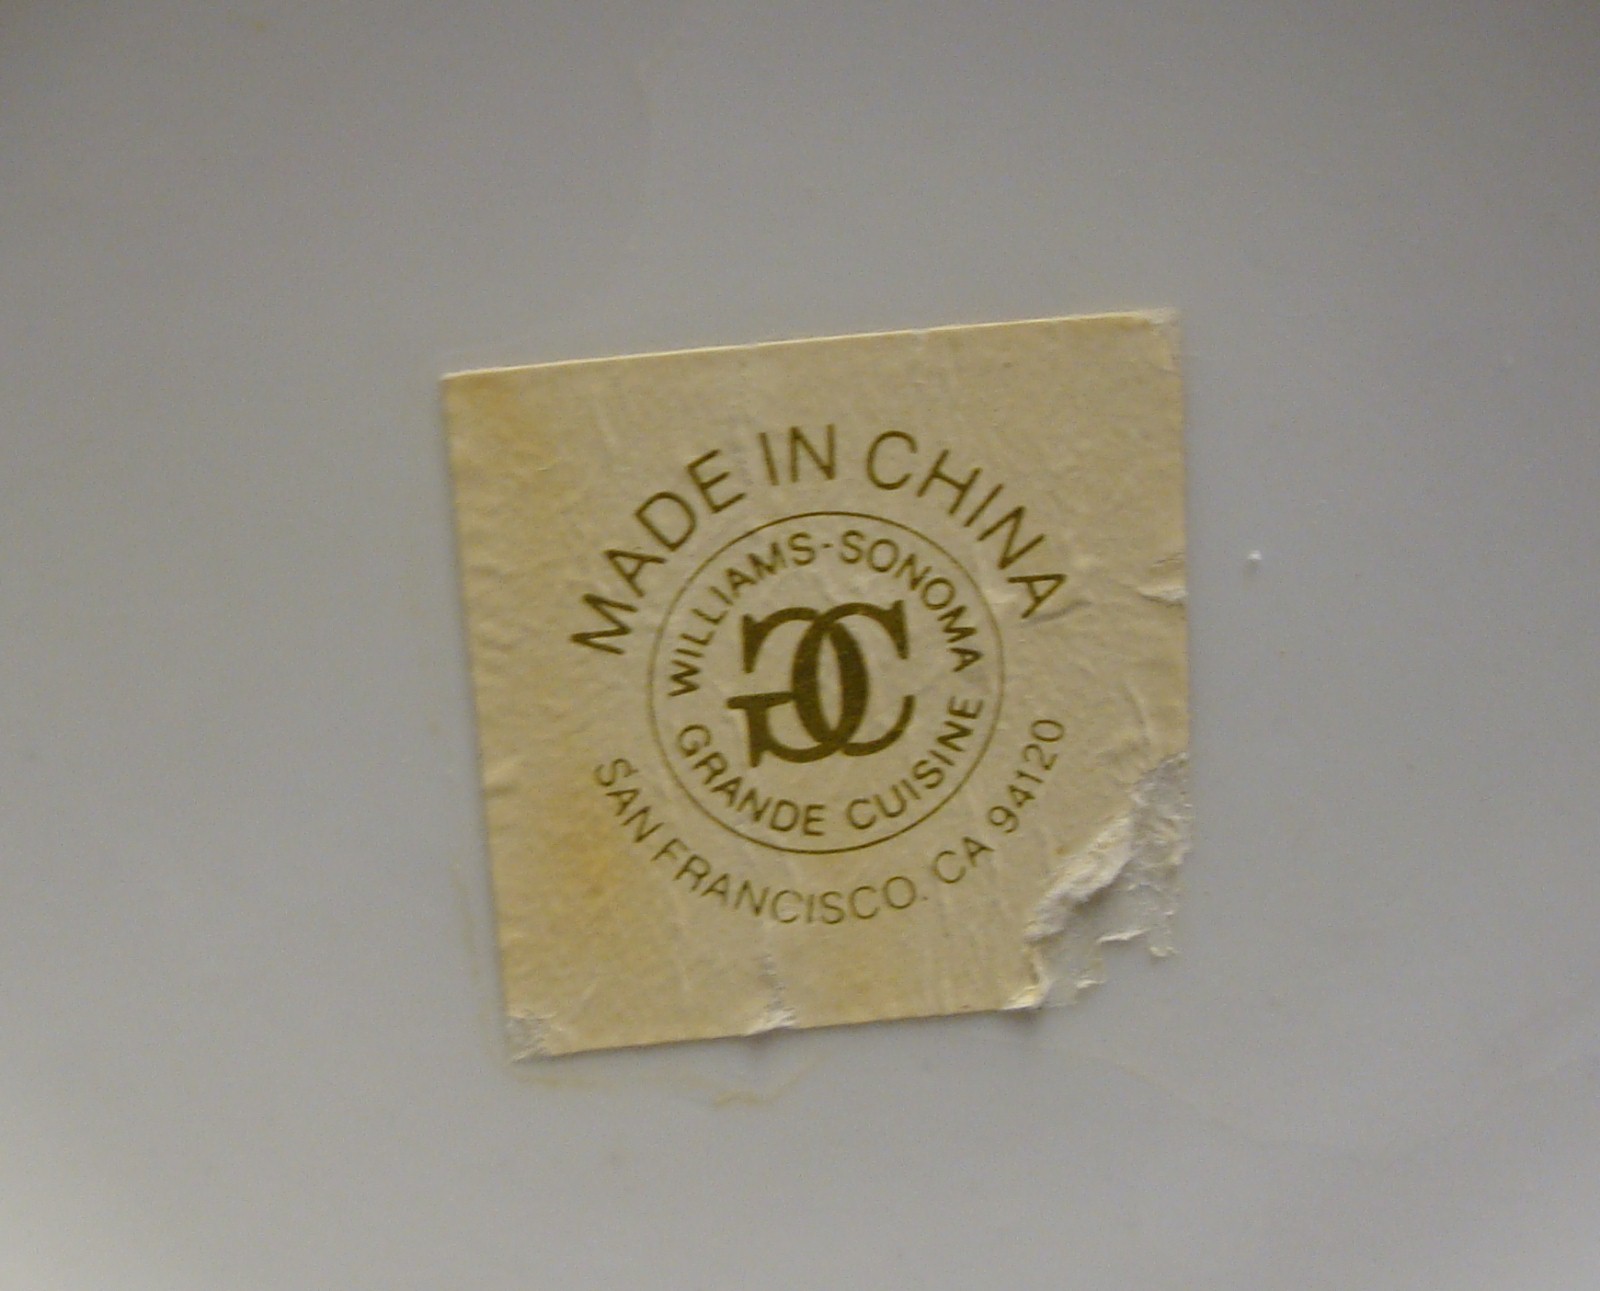 MADE IN CHINA
WILLIAMS-SONOMA
GC
GRANDE CUISINE
SAN FRANCISCO. CA 94120